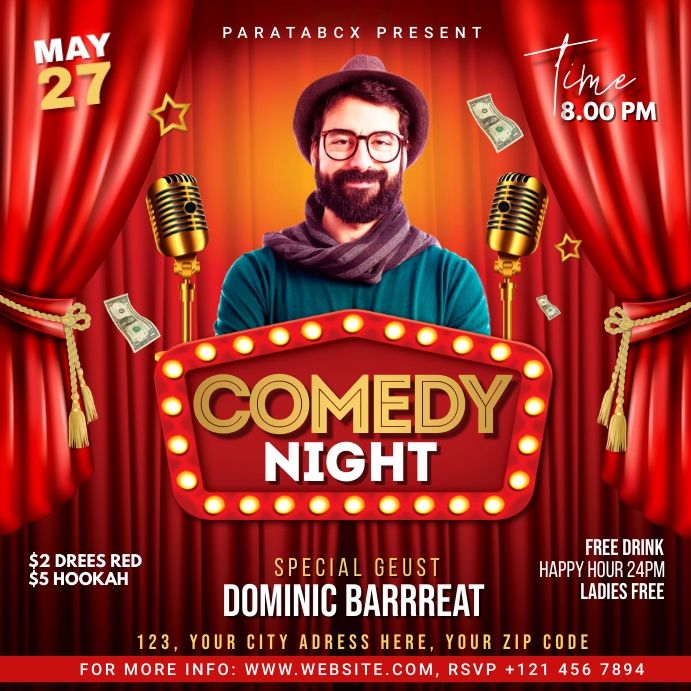 PARATABCX PRESENT
MAY
27
Time
8.00 PM
COMEDY
NIGHT
$2 DREES RED
$5 HOOKAH
SPECIAL GEUST
DOMINIC BARRREAT
FREE DRINK
HAPPY HOUR 24PM
LADIES FREE
123, YOUR CITY ADRESS HERE, YOUR ZIP CODE
FOR MORE INFO: WWW.WEBSITE.COM, RSVP +121 456 7894